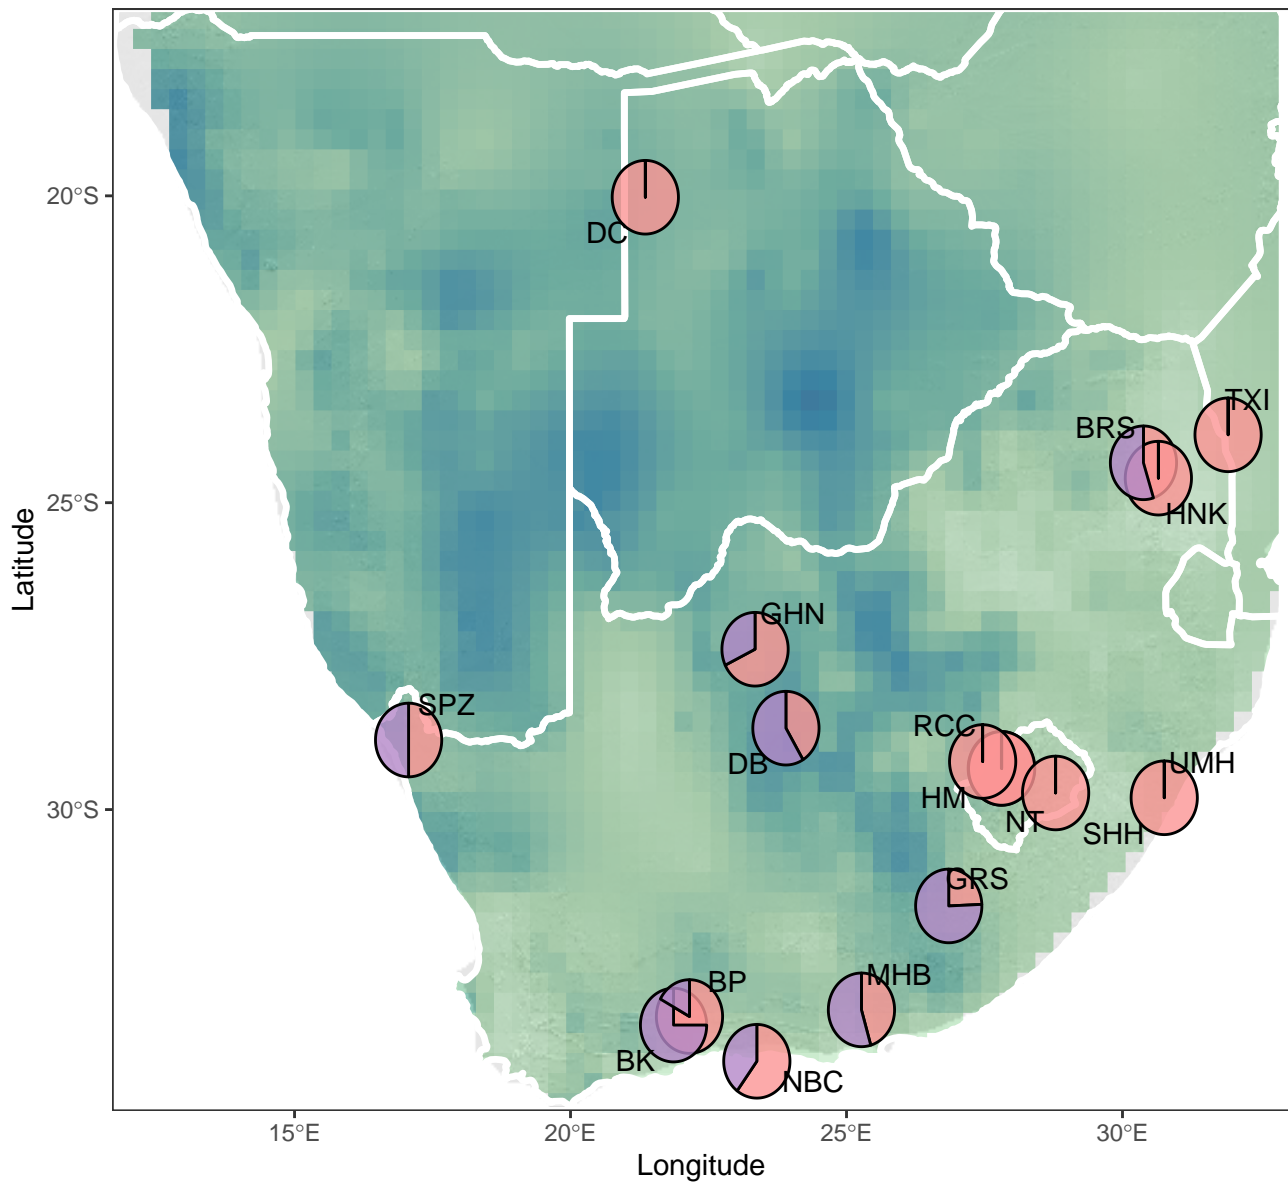 20°S
DC
TXI
BRS
25°S
HNK
GHN
SPZ
RCC
DB
UMH
HM
30°S
NT
SHH
GRS
MHB
BP
BK
NBC
15°E
20°E
25°E
30°E
Longitude
Latitude